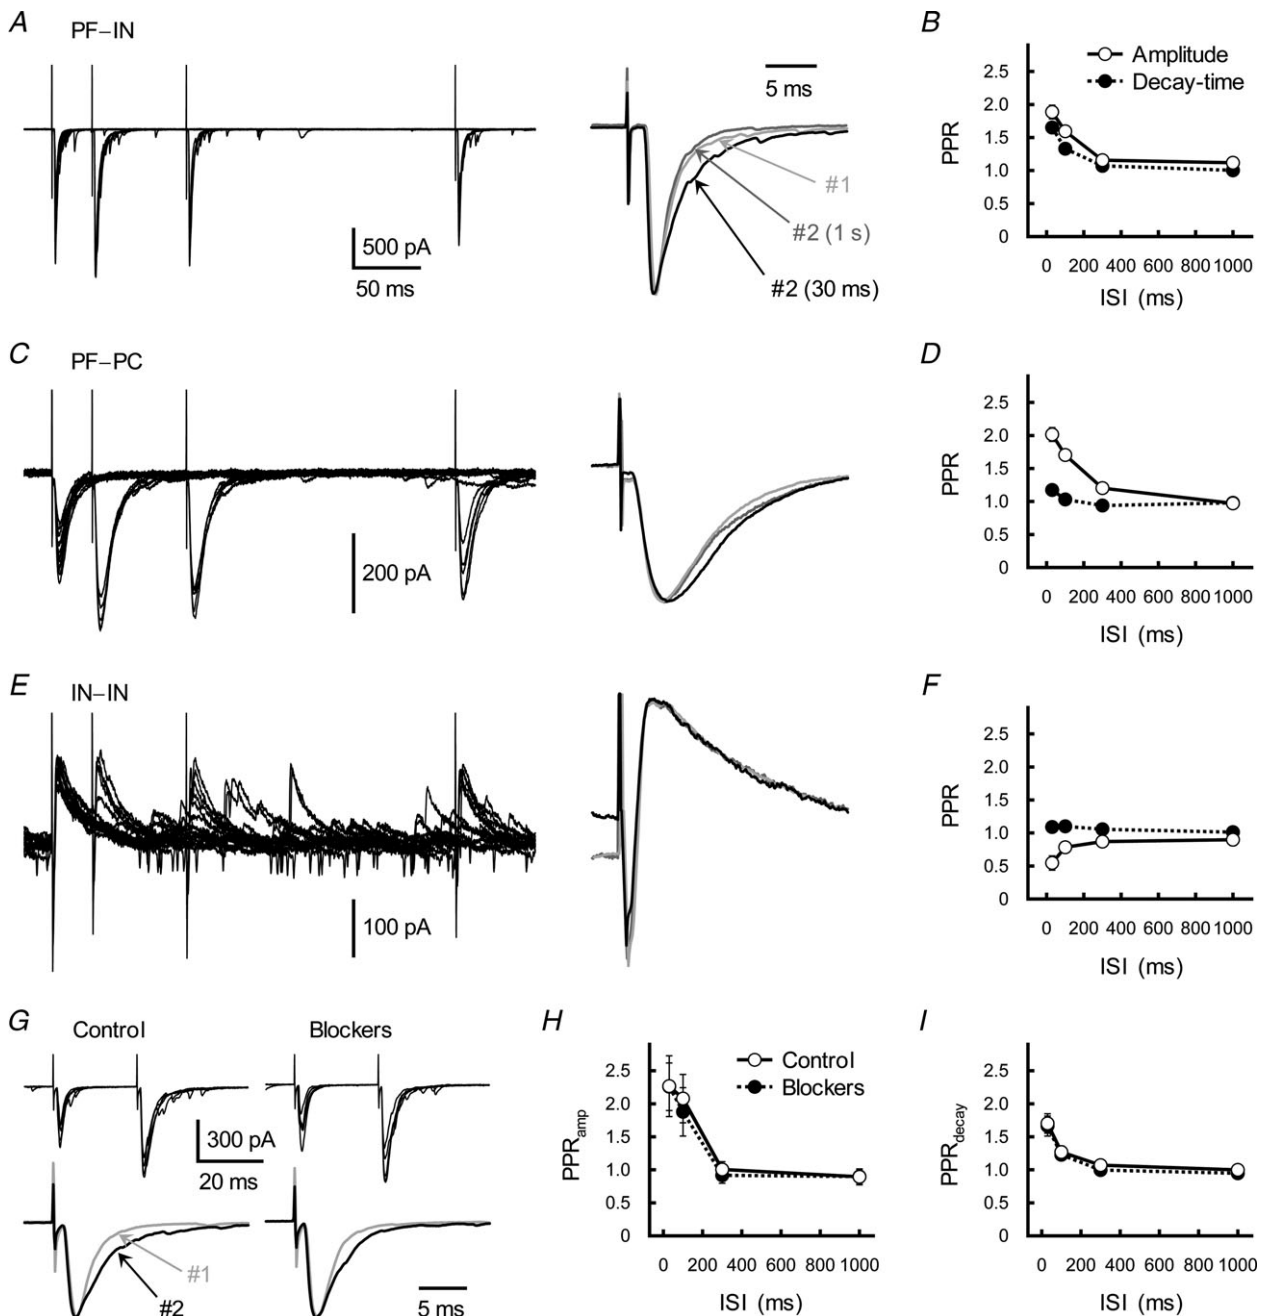 A
PF–IN
500 pA
50 ms
5 ms
#1
#2 (1 s)
#2 (30 ms)
B
Amplitude
Decay-time
PPR
2.5
2.0
1.5
1.0
0.5
0
0 200 400 600 800 1000
ISI (ms)
C
PF–PC
200 pA
D
PPR
2.5
2.0
1.5
1.0
0.5
0
0 200 400 600 800 1000
ISI (ms)
E
IN–IN
100 pA
F
PPR
2.5
2.0
1.5
1.0
0.5
0
0 200 400 600 800 1000
ISI (ms)
G
Control
Blockers
300 pA
20 ms
#1
#2
5 ms
H
Control
Blockers
PPRamp
2.5
2.0
1.5
1.0
0.5
0
0 200 400 600 800 1000
ISI (ms)
I
PPRdecay
2.5
2.0
1.5
1.0
0.5
0
0 200 400 600 800 1000
ISI (ms)